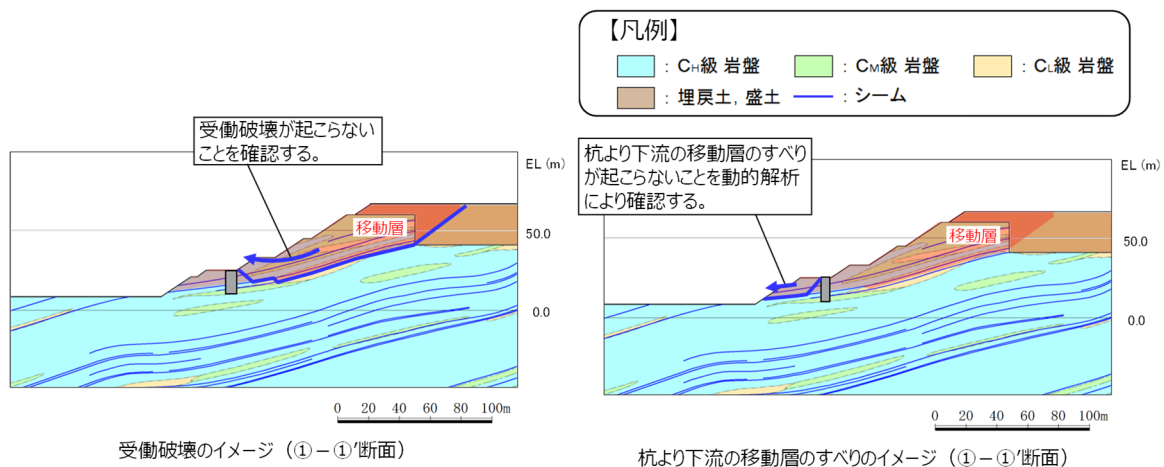 【凡例】
：CH級 岩盤 ：CM級 岩盤 ：CL級 岩盤
：埋戻土，盛土 ：シーム
受働破壊が起こらない
ことを確認する。
EL（m）
移動層
50.0
0.0
0 20 40 60 80 100m
受働破壊のイメージ（①－①’断面）
杭より下流の移動層のすべり
が起こらないことを動的解析
により確認する。
EL（m）
移動層
50.0
0.0
0 20 40 60 80 100m
杭より下流の移動層のすべりのイメージ（①－①’断面）